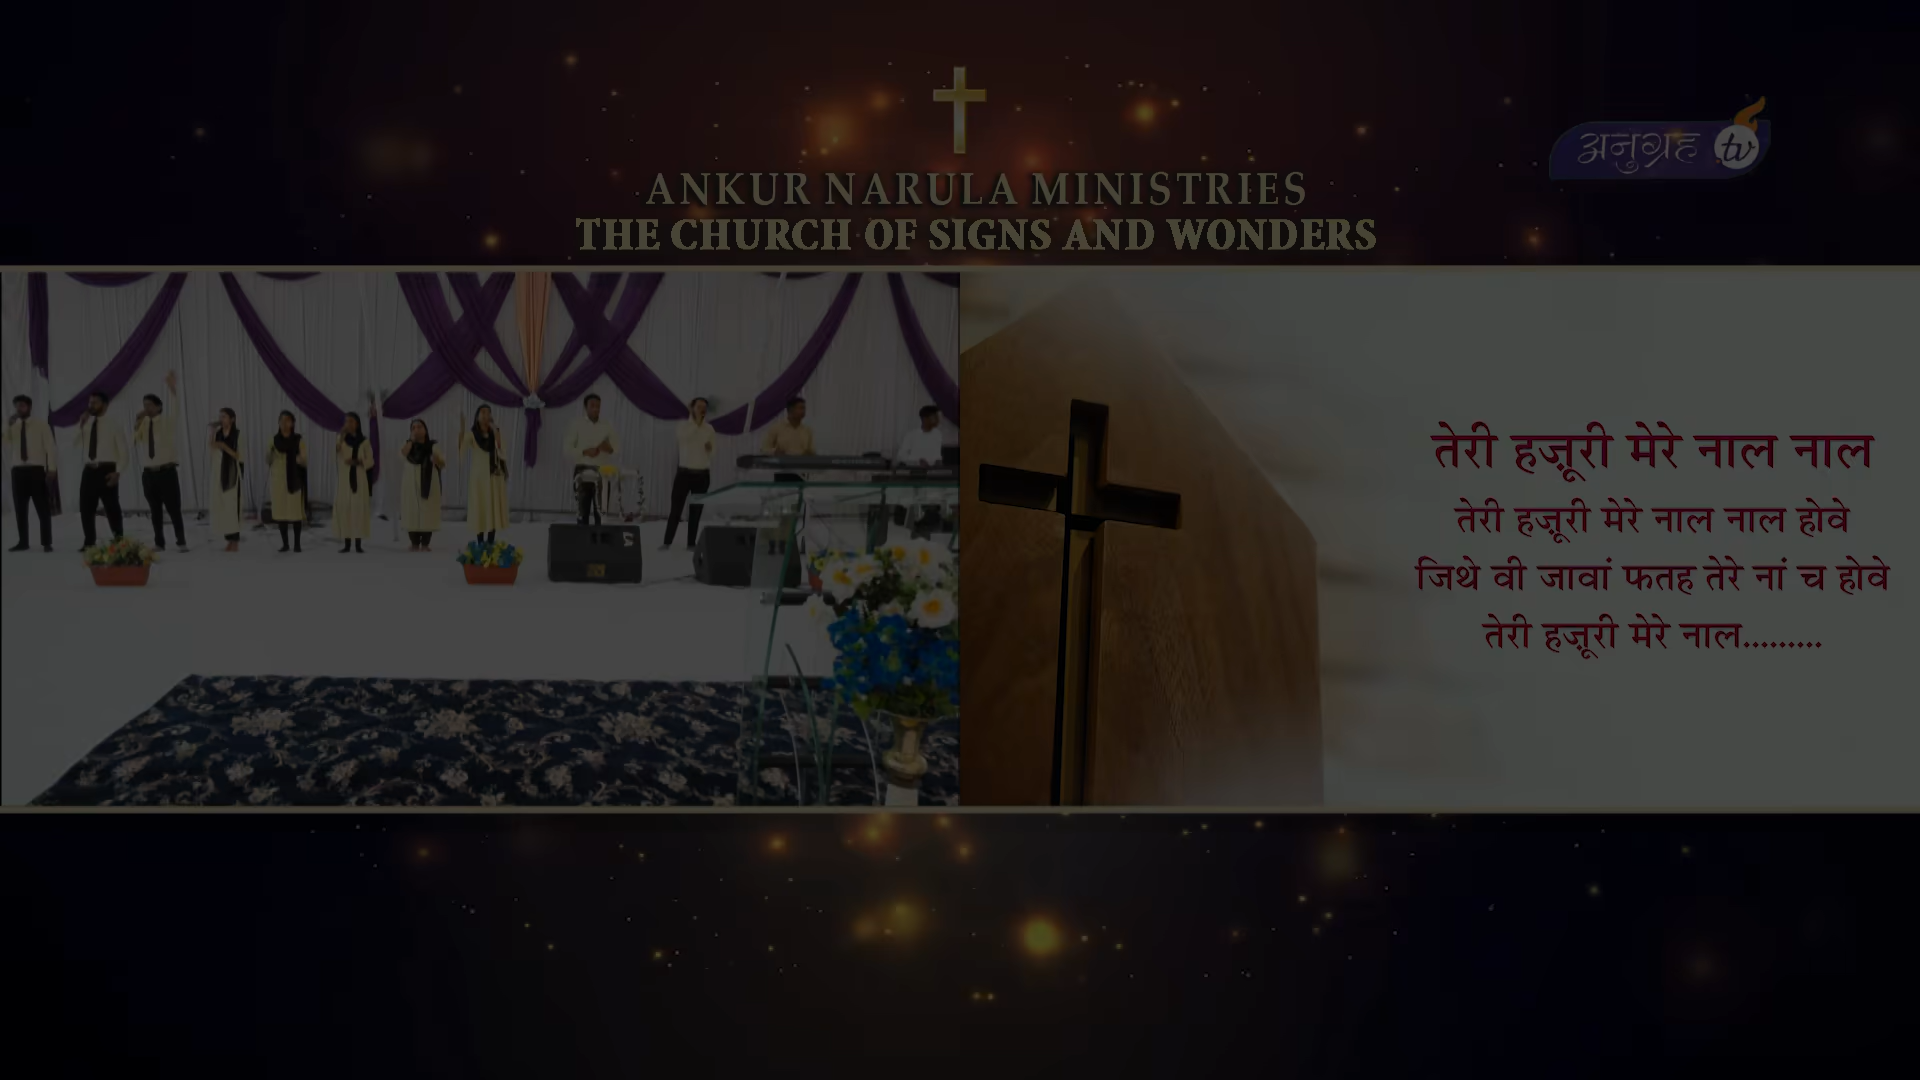 ANKUR NARULA MINISTRIES
THE CHURCH OF SIGNS AND WONDERS
अनुग्रह tv
तेरी हज़ूरी मेरे नाल नाल
तेरी हज़ूरी मेरे नाल नाल होवे
जिथे वी जावां फतह तेरे नां च होवे
तेरी हज़ूरी मेरे नाल.........